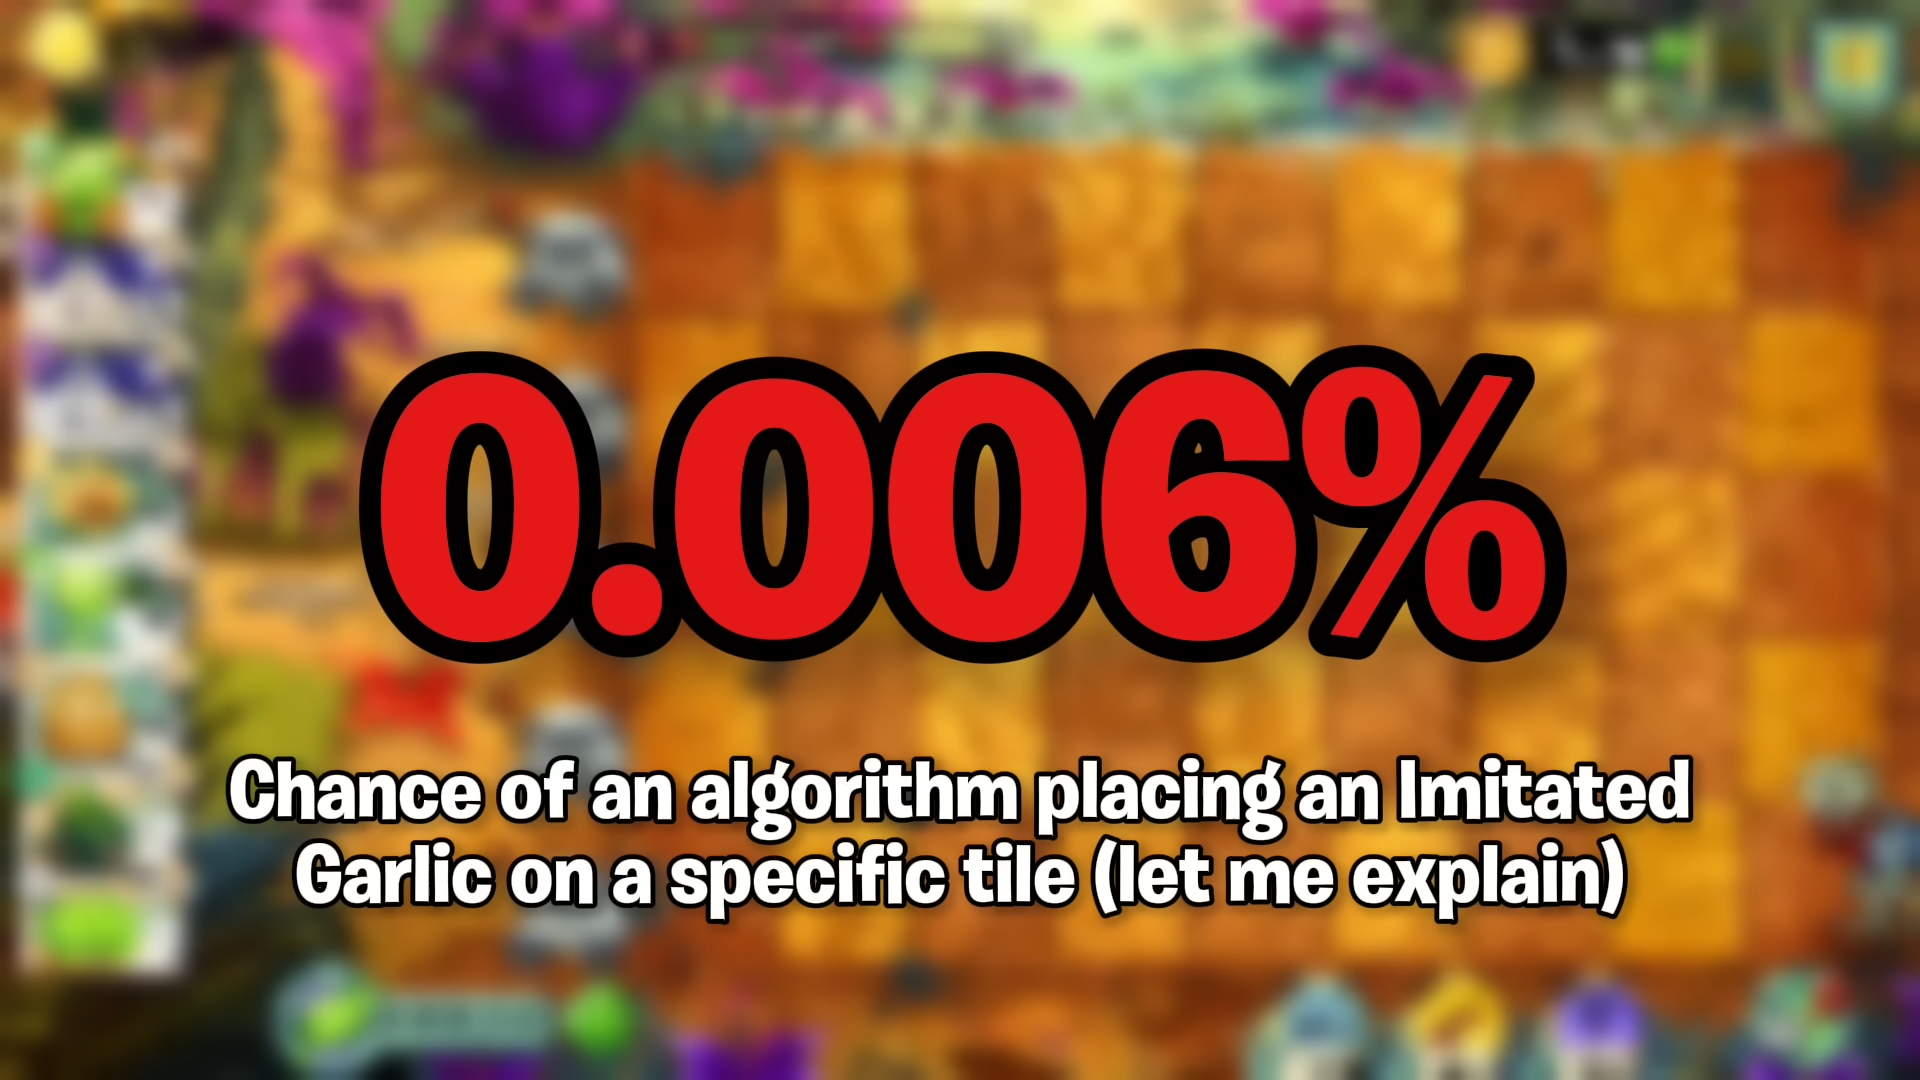 0.006%
Chance of an algorithm placing an Imitated
Garlic on a specific tile (let me explain)